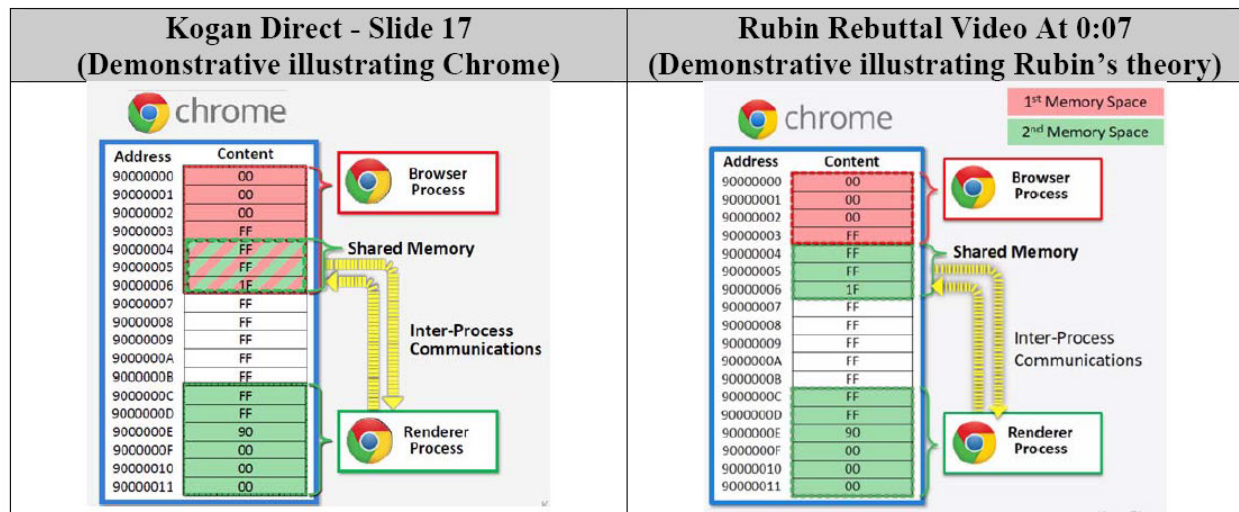 Kogan Direct - Slide 17
(Demonstrative illustrating Chrome)
chrome
Address Content
90000000 00
90000001 00
90000002 00
90000003 FF
90000004 FF
90000005 FF
90000006 1F
90000007 FF
90000008 FF
90000009 FF
9000000A FF
9000000B FF
9000000C FF
9000000D FF
9000000E 90
9000000F 00
90000010 00
90000011 00
Browser
Process
Shared Memory
Inter-Process
Communications
Renderer
Process
Rubin Rebuttal Video At 0:07
(Demonstrative illustrating Rubin's theory)
1st Memory Space
2nd Memory Space
chrome
Address Content
90000000 00
90000001 00
90000002 00
90000003 FF
90000004 FF
90000005 FF
90000006 1F
90000007 FF
90000008 FF
90000009 FF
9000000A FF
9000000B FF
9000000C FF
9000000D FF
9000000E 90
9000000F 00
90000010 00
90000011 00
Browser
Process
Shared Memory
Inter-Process
Communications
Renderer
Process